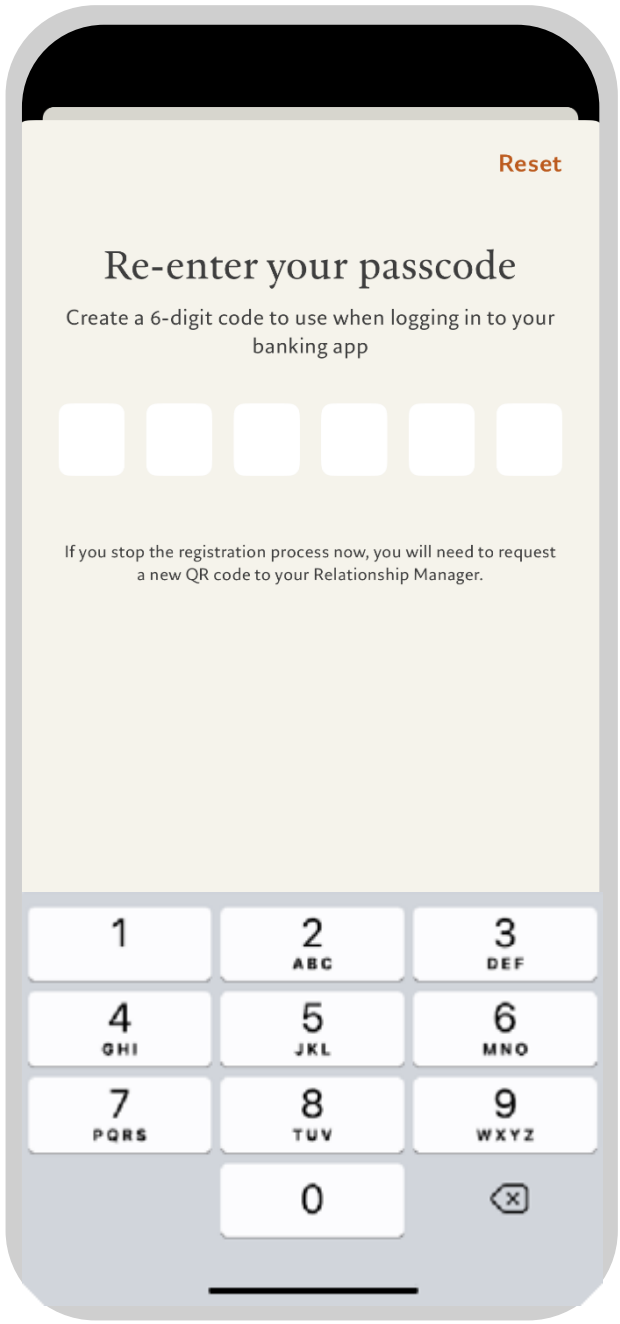 Reset
Re-enter your passcode
Create a 6-digit code to use when logging in to your
banking app
If you stop the registration process now, you will need to request
a new QR code to your Relationship Manager.
1 2 3
ABC DEF
4 5 6
GHI JKL MNO
7 8 9
PQRS TUV WXYZ
0